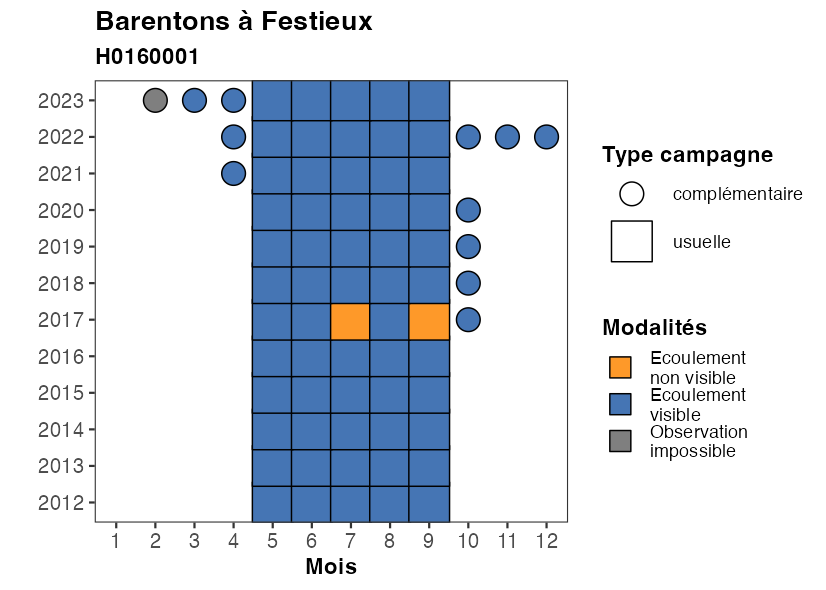 Barentons à Festieux
H0160001
2023
2022
2021
2020
2019
2018
2017
2016
2015
2014
2013
2012
1 2 3 4 5 6 7 8 9 10 11 12
Mois
Type campagne
complémentaire
usuelle
Modalités
Ecoulement
non visible
Ecoulement
visible
Observation
impossible